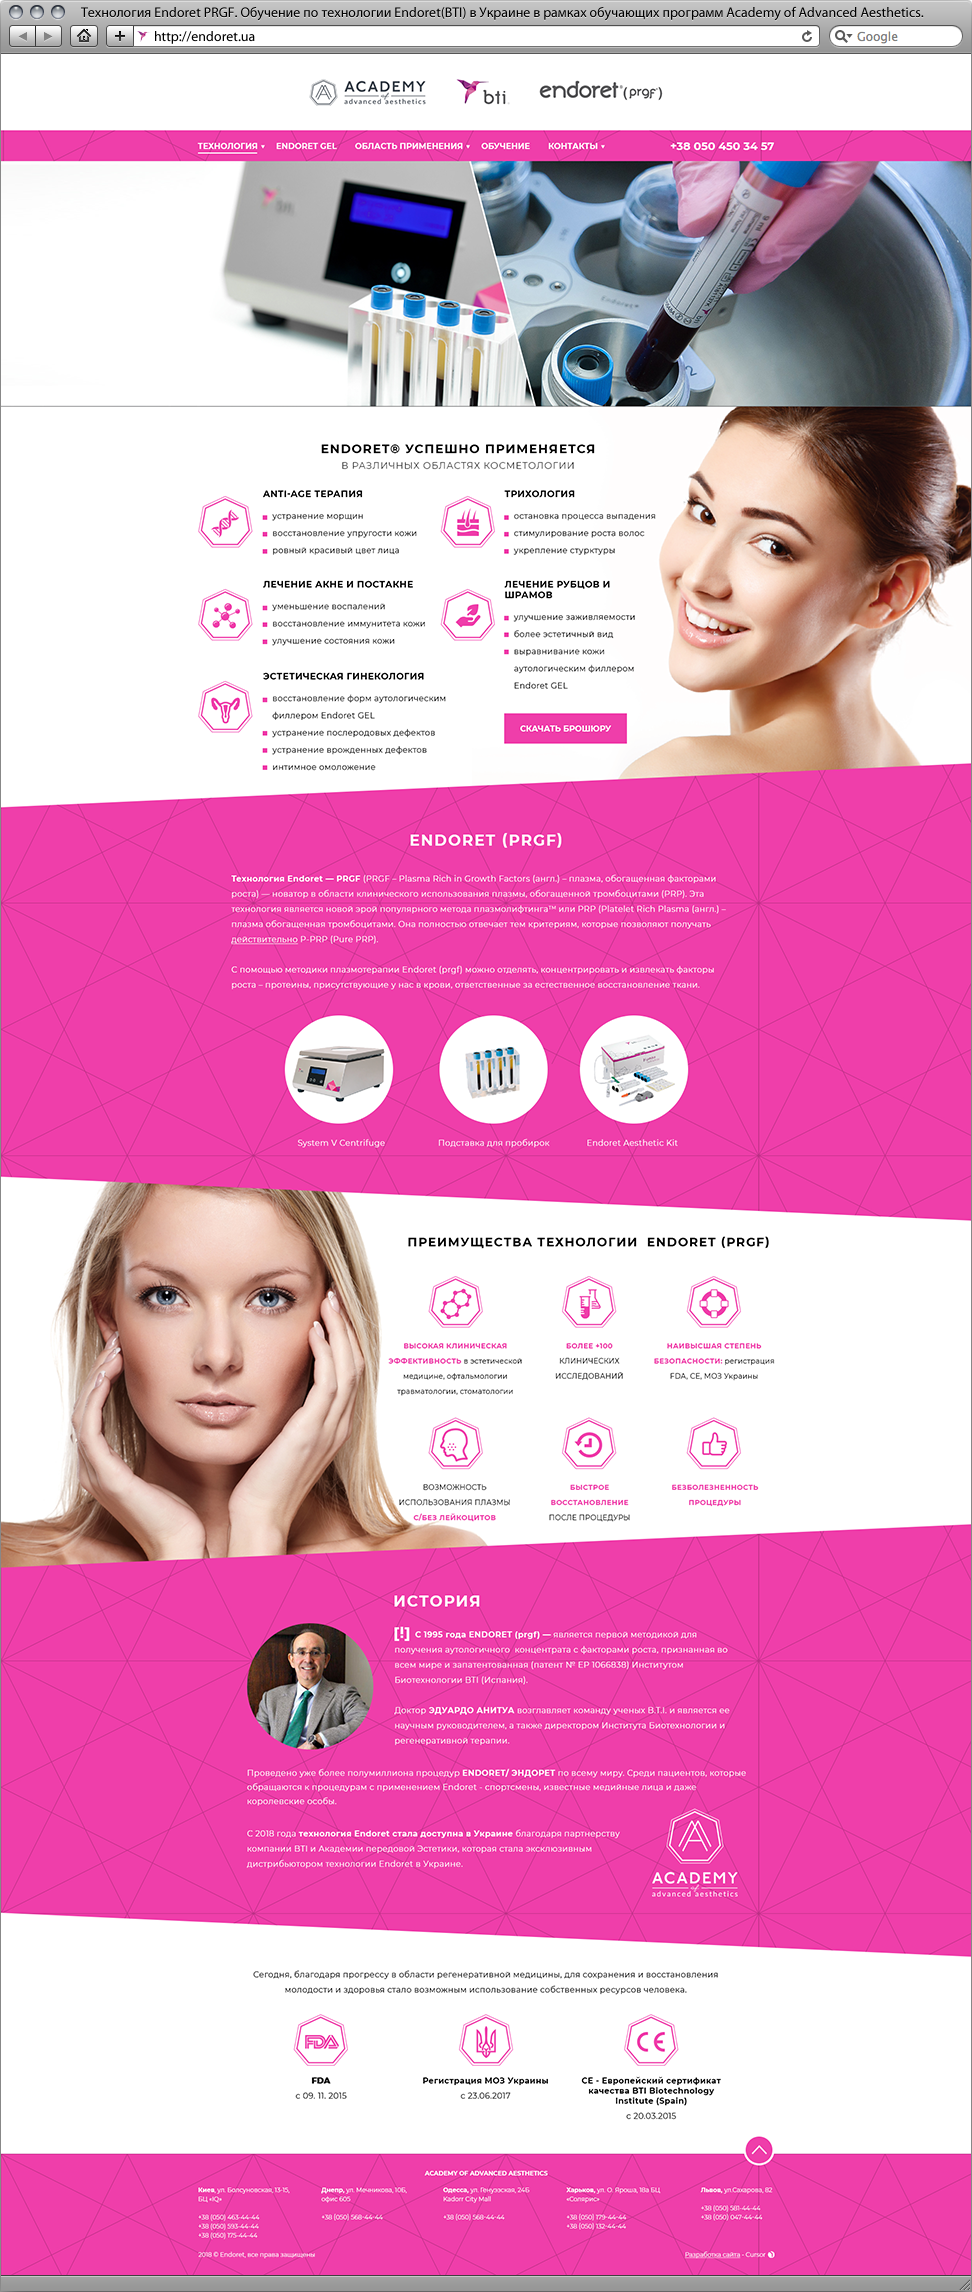 Технология Endoret PRGF. Обучение по технологии Endoret(BTI) в Украине в рамках обучающих программ Academy of Advanced Aesthetics.
http://endoret.ua
Google
ACADEMY
of
advanced aesthetics
bti
endoret® (prgf®)
ТЕХНОЛОГИЯ
ENDORET GEL
ОБЛАСТЬ ПРИМЕНЕНИЯ
ОБУЧЕНИЕ
КОНТАКТЫ
+38 050 450 34 57
ENDORET® УСПЕШНО ПРИМЕНЯЕТСЯ
В РАЗЛИЧНЫХ ОБЛАСТЯХ КОСМЕТОЛОГИИ
ANTI-AGE ТЕРАПИЯ
устранение морщин
восстановление упругости кожи
ровный красивый цвет лица
ТРИХОЛОГИЯ
остановка процесса выпадения
стимулирование роста волос
укрепление стурктуры
ЛЕЧЕНИЕ АКНЕ И ПОСТАКНЕ
уменьшение воспалений
восстановление иммунитета кожи
улучшение состояния кожи
ЛЕЧЕНИЕ РУБЦОВ И
ШРАМОВ
улучшение заживляемости
более эстетичный вид
выравнивание кожи
аутологическим филлером
Endoret GEL
ЭСТЕТИЧЕСКАЯ ГИНЕКОЛОГИЯ
восстановление форм аутологическим
филлером Endoret GEL
устранение послеродовых дефектов
устранение врожденных дефектов
интимное омоложение
СКАЧАТЬ БРОШЮРУ
ENDORET (PRGF)
Технология Endoret — PRGF (PRGF – Plasma Rich in Growth Factors (англ.) – плазма, обогащенная факторами
роста) — новатор в области клинического использования плазмы, обогащенной тромбоцитами (PRP). Эта
технология является новой эрой популярного метода плазмолифтинга™ или PRP (Platelet Rich Plasma (англ.) –
плазма обогащенная тромбоцитами. Она полностью отвечает тем критериям, которые позволяют получать
действительно P-PRP (Pure PRP).
С помощью методики плазмотерапии Endoret (prgf) можно отделять, концентрировать и извлекать факторы
роста – протеины, присутствующие у нас в крови, ответственные за естественное восстановление ткани.
System V Centrifuge
Подставка для пробирок
Endoret Aesthetic Kit
ПРЕИМУЩЕСТВА ТЕХНОЛОГИИ ENDORET (PRGF)
ВЫСОКАЯ КЛИНИЧЕСКАЯ
ЭФФЕКТИВНОСТЬ в эстетической
медицине, офтальмологии
травматологии, стоматологии
БОЛЕЕ +100
КЛИНИЧЕСКИХ
ИССЛЕДОВАНИЙ
НАИВЫСШАЯ СТЕПЕНЬ
БЕЗОПАСНОСТИ: регистрация
FDA, CE, МОЗ Украины
ВОЗМОЖНОСТЬ
ИСПОЛЬЗОВАНИЯ ПЛАЗМЫ
С/БЕЗ ЛЕЙКОЦИТОВ
БЫСТРОЕ
ВОССТАНОВЛЕНИЕ
ПОСЛЕ ПРОЦЕДУРЫ
БЕЗБОЛЕЗНЕННОСТЬ
ПРОЦЕДУРЫ
ИСТОРИЯ
[!] С 1995 года ENDORET (prgf) — является первой методикой для
получения аутологичного концентрата с факторами роста, признанная во
всем мире и запатентованная (патент № EP 1066838) Институтом
Биотехнологии BTI (Испания).
Доктор ЭДУАРДО АНИТУА возглавляет команду ученых B.T.I. и является ее
научным руководителем, а также директором Института Биотехнологии и
регенеративной терапии.
Проведено уже более полумиллиона процедур ENDORET/ ЭНДОРЕТ по всему миру. Среди пациентов, которые
обращаются к процедурам с применением Endoret - спортсмены, известные медийные лица и даже
королевские особы.
С 2018 года технология Endoret стала доступна в Украине благодаря партнерству
компании BTI и Академии передовой Эстетики, которая стала эксклюзивным
дистрибьютором технологии Endoret в Украине.
ACADEMY
of
advanced aesthetics
Сегодня, благодаря прогрессу в области регенеративной медицины, для сохранения и восстановления
молодости и здоровья стало возможным использование собственных ресурсов человека.
FDA
CE
FDA
с 09. 11. 2015
Регистрация МОЗ Украины
с 23.06.2017
CE - Европейский сертификат
качества BTI Biotechnology
Institute (Spain)
с 20.03.2015
ACADEMY OF ADVANCED AESTHETICS
Киев, ул. Болсуновская, 13-15,
БЦ «IQ»
+38 (050) 463-44-44
+38 (050) 593-44-44
+38 (050) 175-44-44
Днепр, ул. Мечникова, 10Б,
офис 605
+38 (050) 568-44-44
Одесса, ул. Генуэзская, 24Б
Kadorr City Mall
+38 (050) 568-44-44
Харьков, ул. О. Яроша, 18а БЦ
«Солярис»
+38 (050) 179-44-44
+38 (050) 132-44-44
Львов, ул.Сахарова, 82
+38 (050) 581-44-44
+38 (050) 047-44-44
2018 © Endoret, все права защищены
Разработка сайта - Cursor